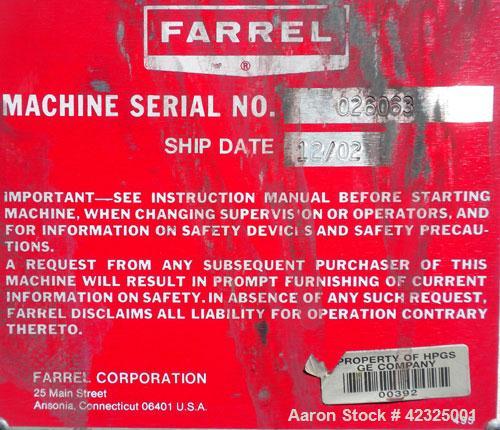 FARREL
®
MACHINE SERIAL NO. 026063
SHIP DATE 12/02
IMPORTANT—SEE INSTRUCTION MANUAL BEFORE STARTING
MACHINE, WHEN CHANGING SUPERVISION OR OPERATORS, AND
FOR INFORMATION ON SAFETY DEVICES AND SAFETY PRECAU-
TIONS.
A REQUEST FROM ANY SUBSEQUENT PURCHASER OF THIS
MACHINE WILL RESULT IN PROMPT FURNISHING OF CURRENT
INFORMATION ON SAFETY. IN ABSENCE OF ANY SUCH REQUEST,
FARREL DISCLAIMS ALL LIABILITY FOR OPERATION CONTRARY
THERETO.
FARREL CORPORATION
25 Main Street
Ansonia, Connecticut 06401 U.S.A.
PROPERTY OF HPGS
GE COMPANY
00392
Aaron Stock # 42325001